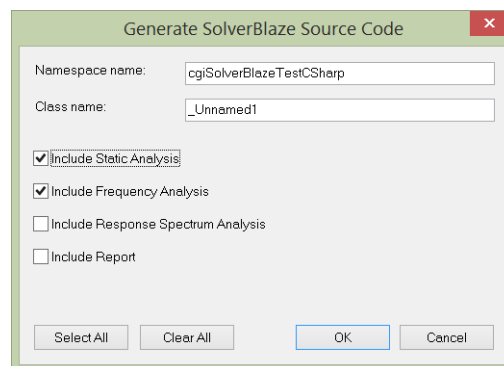 Generate SolverBlaze Source Code
Namespace name: cgiSolverBlazeTestCSharp
Class name: _Unnamed1
Include Static Analysis
Include Frequency Analysis
Include Response Spectrum Analysis
Include Report
Select All Clear All OK Cancel